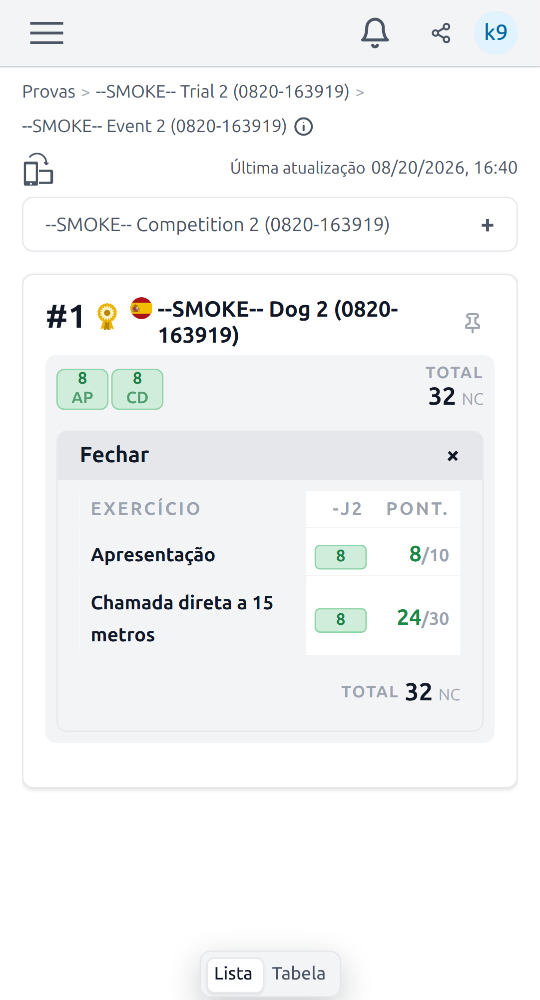 k9
Provas > --SMOKE-- Trial 2 (0820-163919) >
--SMOKE-- Event 2 (0820-163919)
Última atualização 08/20/2026, 16:40
--SMOKE-- Competition 2 (0820-163919) +
#1 --SMOKE-- Dog 2 (0820-
163919)
8 8 TOTAL
AP CD 32 NC
Fechar ×
EXERCÍCIO -J2 PONT.
Apresentação 8 8/10
Chamada direta a 15
metros 8 24/30
TOTAL 32 NC
Lista Tabela